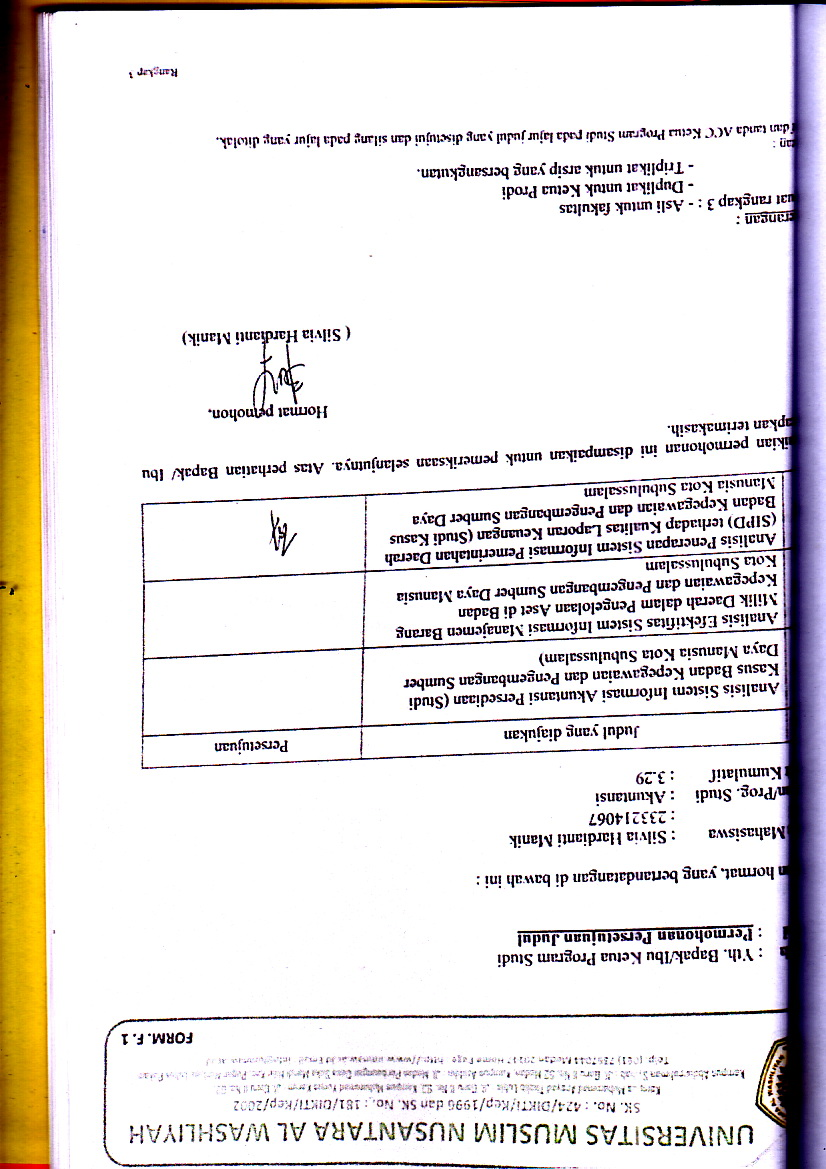 UNIVERSITAS MUSLIM NUSANTARA AL WASHLIYAH
SK. No. : 424/DIKTI/Kep/1996 dan SK. No. : 181/DIKTI/Kep/2002
FORM. F. 1
: Yth. Bapak/Ibu Ketua Program Studi
: Permohonan Persetujuan Judul
hormat, yang bertandatangan di bawah ini :
Mahasiswa : Silvia Hardianti Manik
: 233214067
/Prog. Studi : Akuntansi
Kumulatif : 3.29
Judul yang diajukan
Persetujuan
Analisis Sistem Informasi Akuntansi Persediaan (Studi
Kasus Badan Kepegawaian dan Pengembangan Sumber
Daya Manusia Kota Subulussalam)
Analisis Efektifitas Sistem Informasi Manajemen Barang
Milik Daerah dalam Pengelolaan Aset di Badan
Kepegawaian dan Pengembangan Sumber Daya Manusia
Kota Subulussalam
Analisis Penerapan Sistem Informasi Pemerintahan Daerah
(SIPD) terhadap Kualitas Laporan Keuangan (Studi Kasus
Badan Kepegawaian dan Pengembangan Sumber Daya
Manusia Kota Subulussalam
ikian permohonan ini disampaikan untuk pemeriksaan selanjutnya. Atas perhatian Bapak/ Ibu
apkan terimakasih.
Hormat pemohon,
( Silvia Hardianti Manik)
erangan :
uat rangkap 3 : - Asli untuk fakultas
- Duplikat untuk Ketua Prodi
- Triplikat untuk arsip yang bersangkutan.
tan :
f dan tanda ACC Ketua Program Studi pada lajur judul yang disetujui dan silang pada lajur yang ditolak.
Rangkap